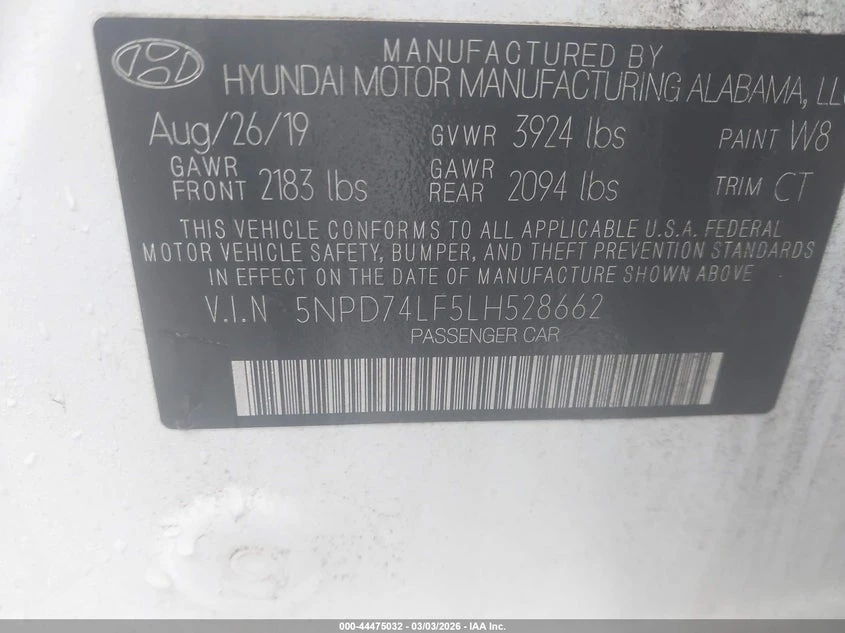 MANUFACTURED BY
HYUNDAI MOTOR MANUFACTURING ALABAMA, LLC
Aug/26/19 GVWR 3924 lbs PAINT W8
GAWR FRONT 2183 lbs GAWR REAR 2094 lbs TRIM CT
THIS VEHICLE CONFORMS TO ALL APPLICABLE U.S.A. FEDERAL
MOTOR VEHICLE SAFETY, BUMPER, AND THEFT PREVENTION STANDARDS
IN EFFECT ON THE DATE OF MANUFACTURE SHOWN ABOVE
V.I.N 5NPD74LF5LH528662
PASSENGER CAR
000-44475032 - 03/03/2026 - IAA Inc.